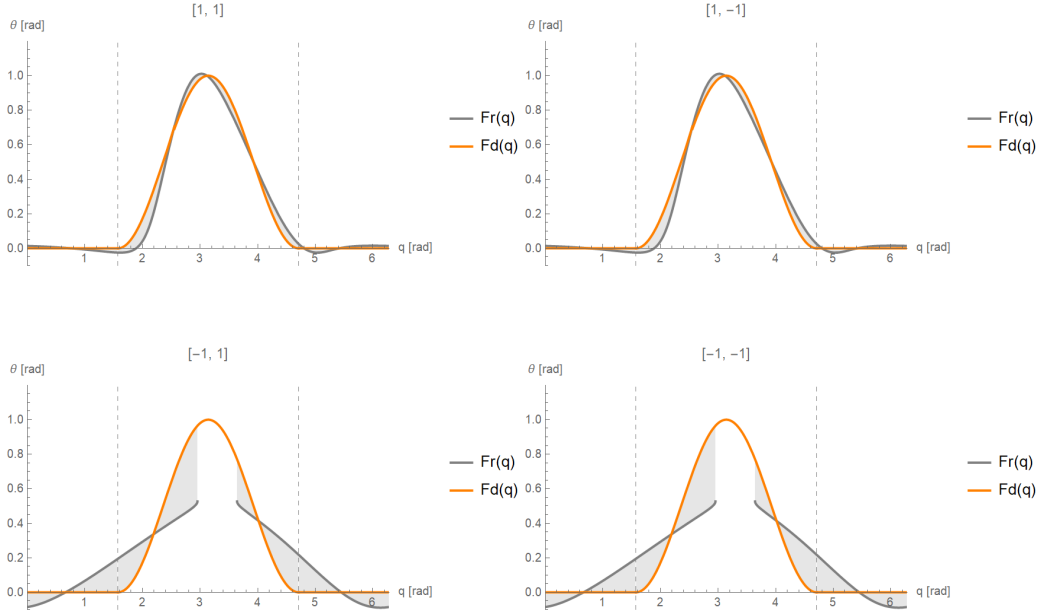 [1, 1]
θ [rad]
1.0
0.8
0.6
0.4
0.2
0.0
1 2 3 4 5 6
q [rad]
Fr(q)
Fd(q)
[1, −1]
θ [rad]
1.0
0.8
0.6
0.4
0.2
0.0
1 2 3 4 5 6
q [rad]
Fr(q)
Fd(q)
[−1, 1]
θ [rad]
1.0
0.8
0.6
0.4
0.2
0.0
1 2 3 4 5 6
q [rad]
Fr(q)
Fd(q)
[−1, −1]
θ [rad]
1.0
0.8
0.6
0.4
0.2
0.0
1 2 3 4 5 6
q [rad]
Fr(q)
Fd(q)